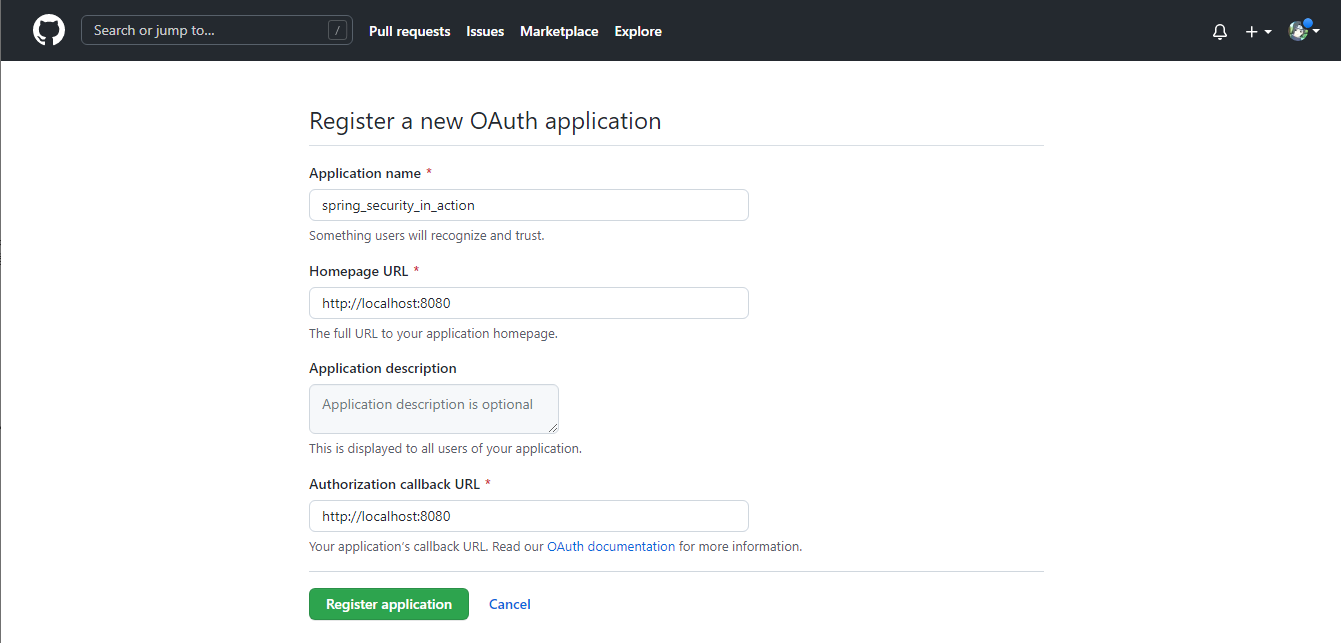 Search or jump to... /
Pull requests Issues Marketplace Explore
Register a new OAuth application
Application name *
spring_security_in_action
Something users will recognize and trust.
Homepage URL *
http://localhost:8080
The full URL to your application homepage.
Application description
Application description is optional
This is displayed to all users of your application.
Authorization callback URL *
http://localhost:8080
Your application's callback URL. Read our OAuth documentation for more information.
Register application Cancel